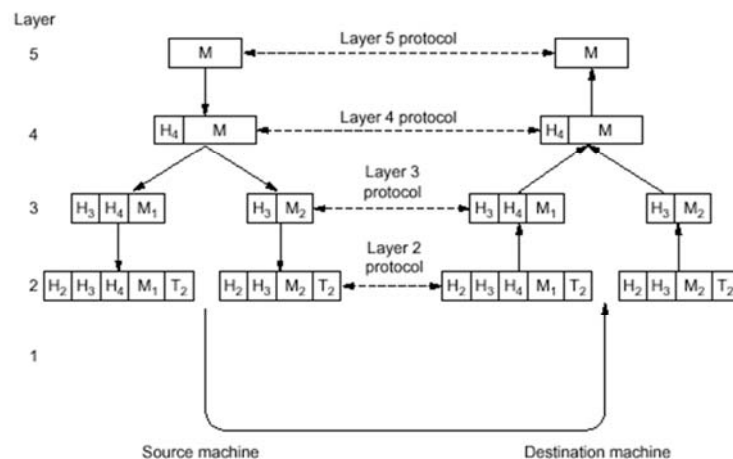 Layer
5 M Layer 5 protocol M
4 H4 M Layer 4 protocol H4 M
Layer 3
protocol
3 H3 H4 M1 H3 M2 H3 H4 M1 H3 M2
Layer 2
protocol
2 H2 H3 H4 M1 T2 H2 H3 M2 T2 H2 H3 H4 M1 T2 H2 H3 M2 T2
1
Source machine Destination machine